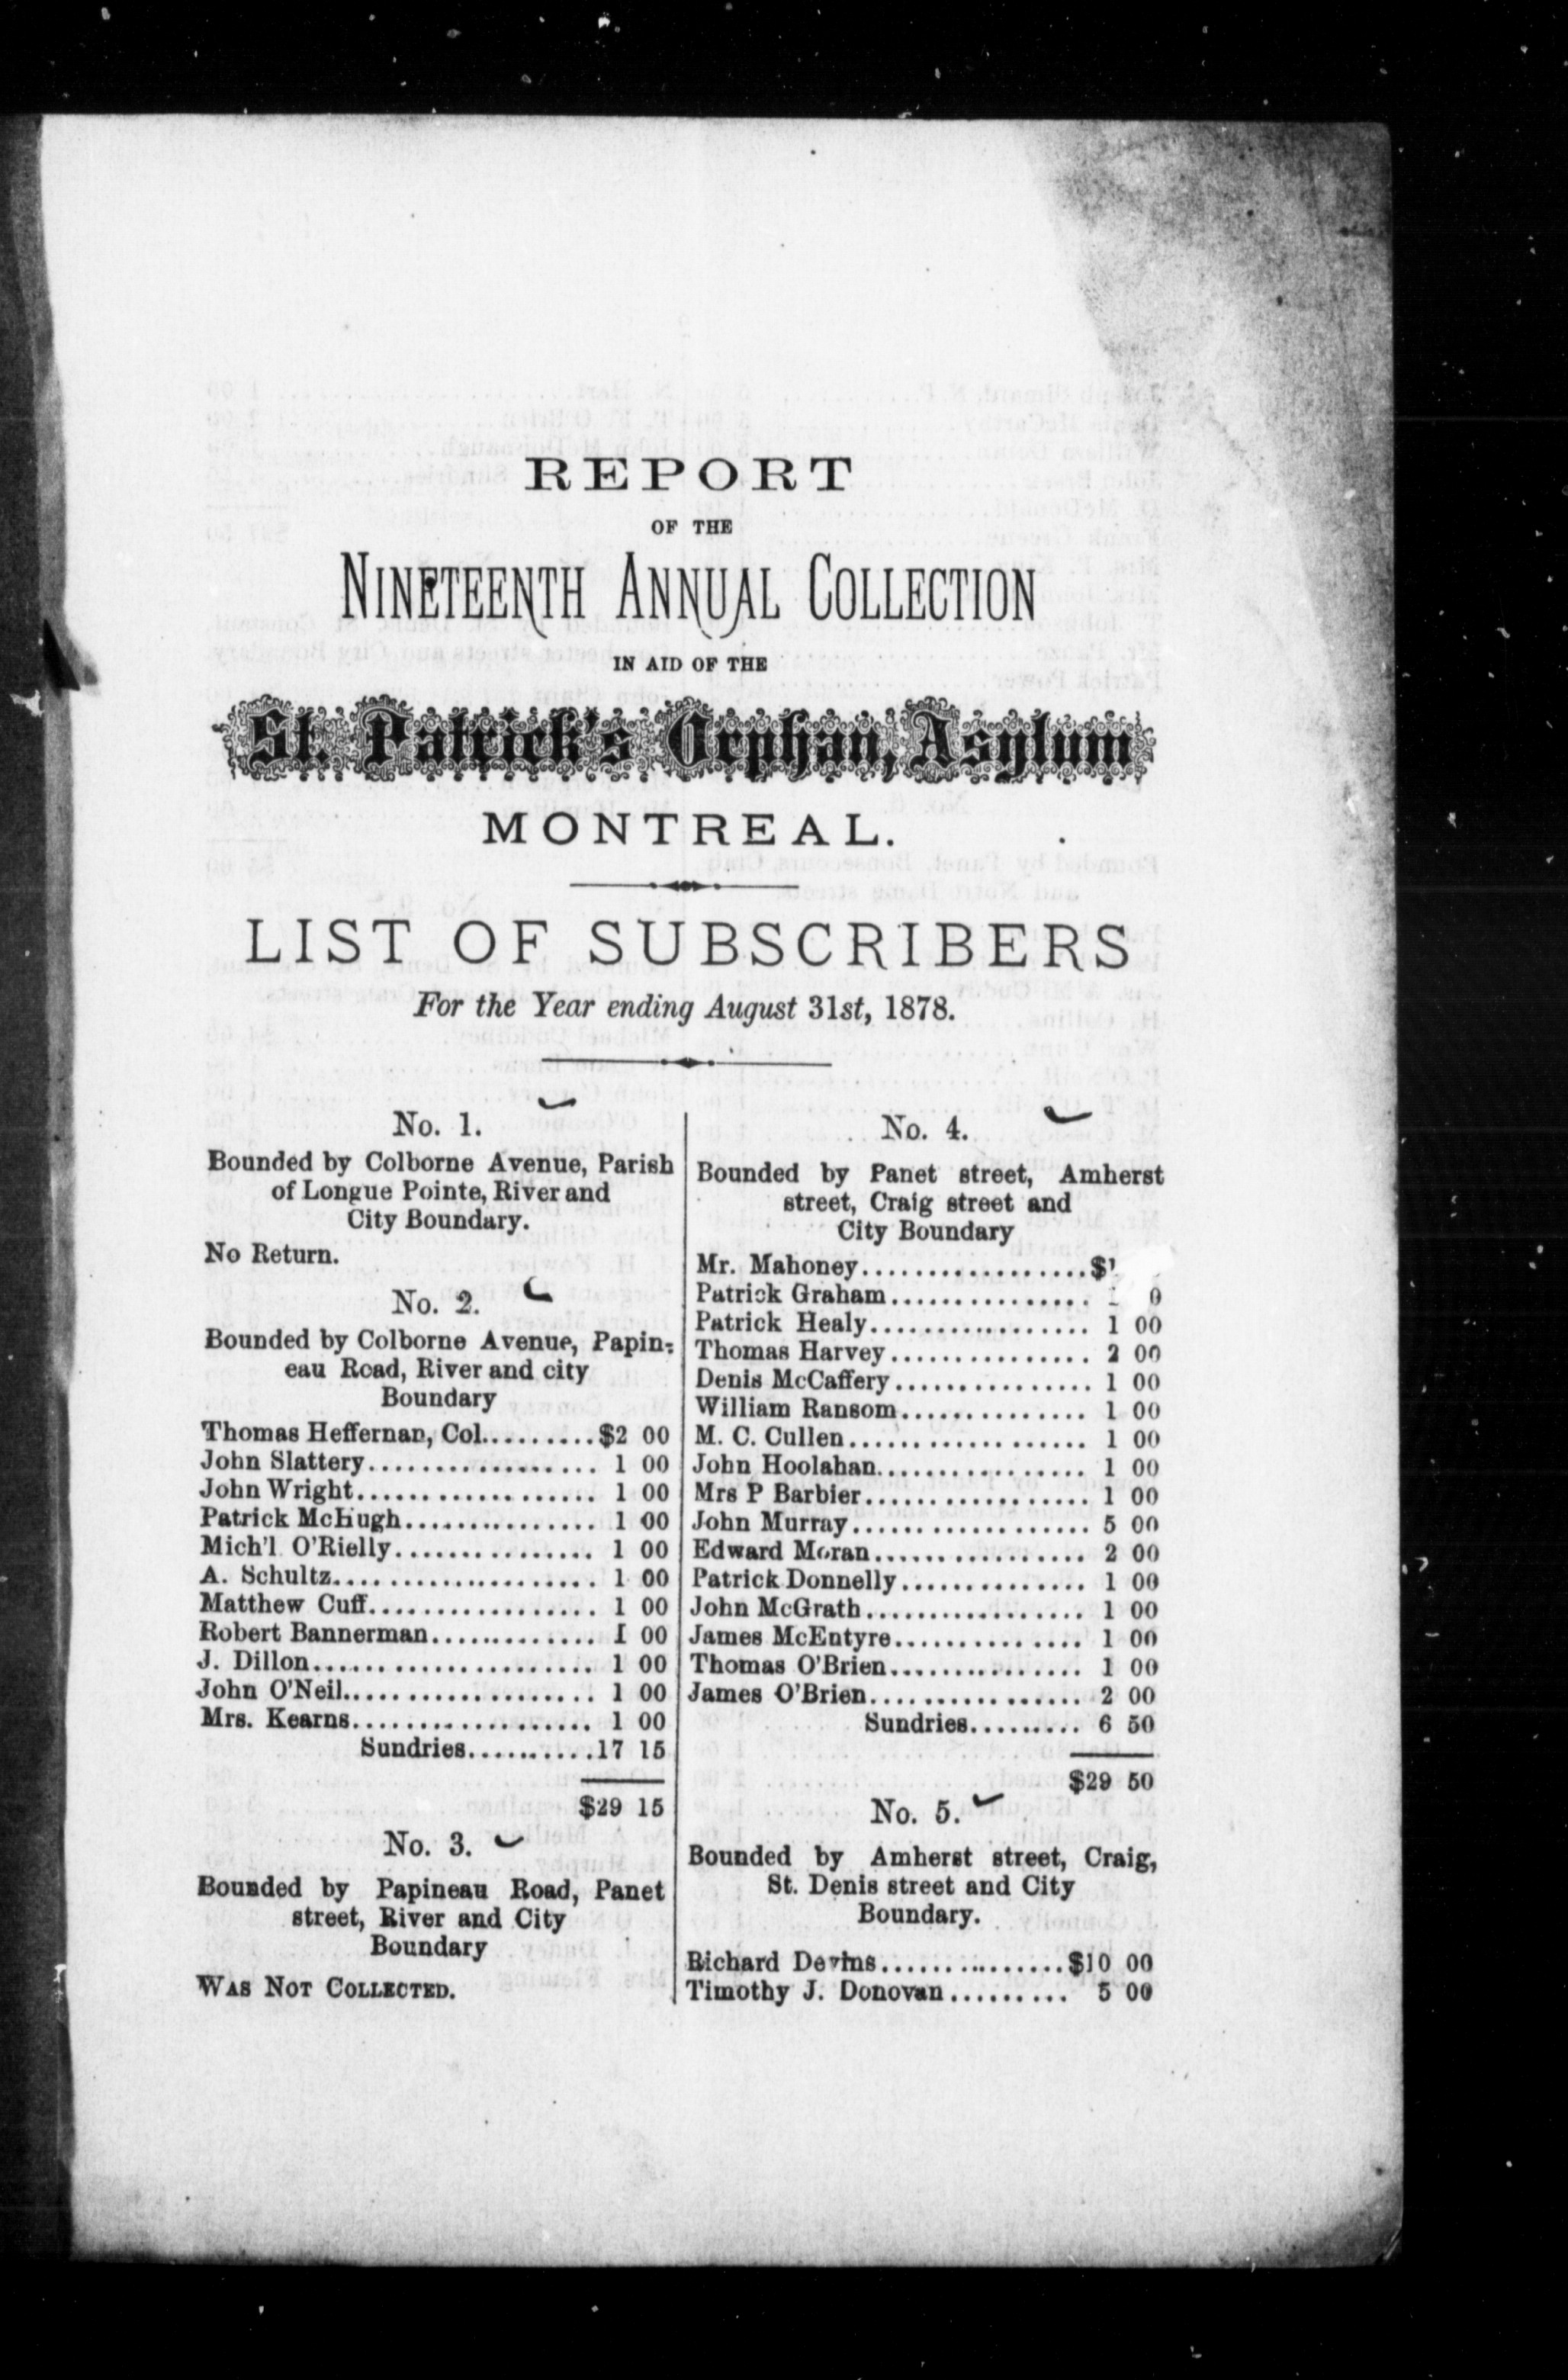 REPORT
OF THE
NINETEENTH ANNUAL COLLECTION
IN AID OF THE
St. Patrick's Orphan, Asylum
MONTREAL.
LIST OF SUBSCRIBERS
For the Year ending August 31st, 1878.
No. 1.
Bounded by Colborne Avenue, Parish
of Longue Pointe, River and
City Boundary.
No Return.
No. 2.
Bounded by Colborne Avenue, Papin-
eau Road, River and city
Boundary
Thomas Heffernan, Col.........$2 00
John Slattery.................. 1 00
John Wright................... 1 00
Patrick McHugh............... 1 00
Mich'l O'Rielly................ 1 00
A. Schultz..................... 1 00
Matthew Cuff.................. 1 00
Robert Bannerman............. 1 00
J. Dillon...................... 1 00
John O'Neil.................... 1 00
Mrs. Kearns................... 1 00
Sundries..........17 15
$29 15
No. 3.
Bounded by Papineau Road, Panet
street, River and City
Boundary
WAS NOT COLLECTED.
No. 4.
Bounded by Panet street, Amherst
street, Craig street and
City Boundary
Mr. Mahoney..................$
Patrick Graham............... 0
Patrick Healy................. 1 00
Thomas Harvey............... 2 00
Denis McCaffery............... 1 00
William Ransom.............. 1 00
M. C. Cullen.................. 1 00
John Hoolahan................ 1 00
Mrs P Barbier................. 1 00
John Murray.................. 5 00
Edward Moran................ 2 00
Patrick Donnelly.............. 1 00
John McGrath................. 1 00
James McEntyre.............. 1 00
Thomas O'Brien............... 1 00
James O'Brien................ 2 00
Sundries......... 6 50
$29 50
No. 5.
Bounded by Amherst street, Craig,
St. Denis street and City
Boundary.
Richard Devins..............$10 00
Timothy J. Donovan......... 5 00